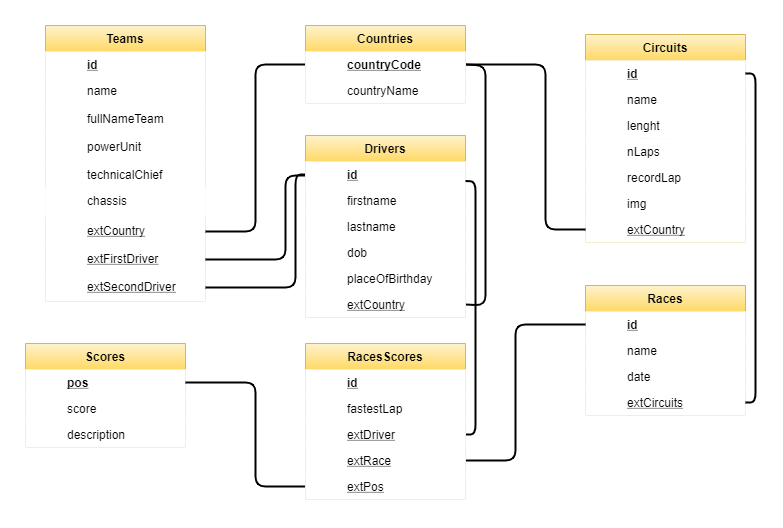 Teams
id
name
fullNameTeam
powerUnit
technicalChief
chassis
extCountry
extFirstDriver
extSecondDriver
Countries
countryCode
countryName
Circuits
id
name
lenght
nLaps
recordLap
img
extCountry
Drivers
id
firstname
lastname
dob
placeOfBirthday
extCountry
Races
id
name
date
extCircuits
Scores
pos
score
description
RacesScores
id
fastestLap
extDriver
extRace
extPos